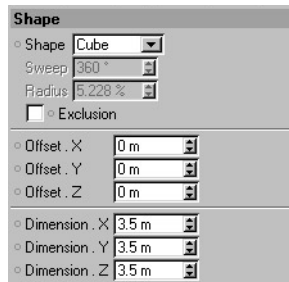 Shape
Shape Cube
Sweep 360 °
Radius 5.228 %
Exclusion
Offset . X 0 m
Offset . Y 0 m
Offset . Z 0 m
Dimension . X 3.5 m
Dimension . Y 3.5 m
Dimension . Z 3.5 m